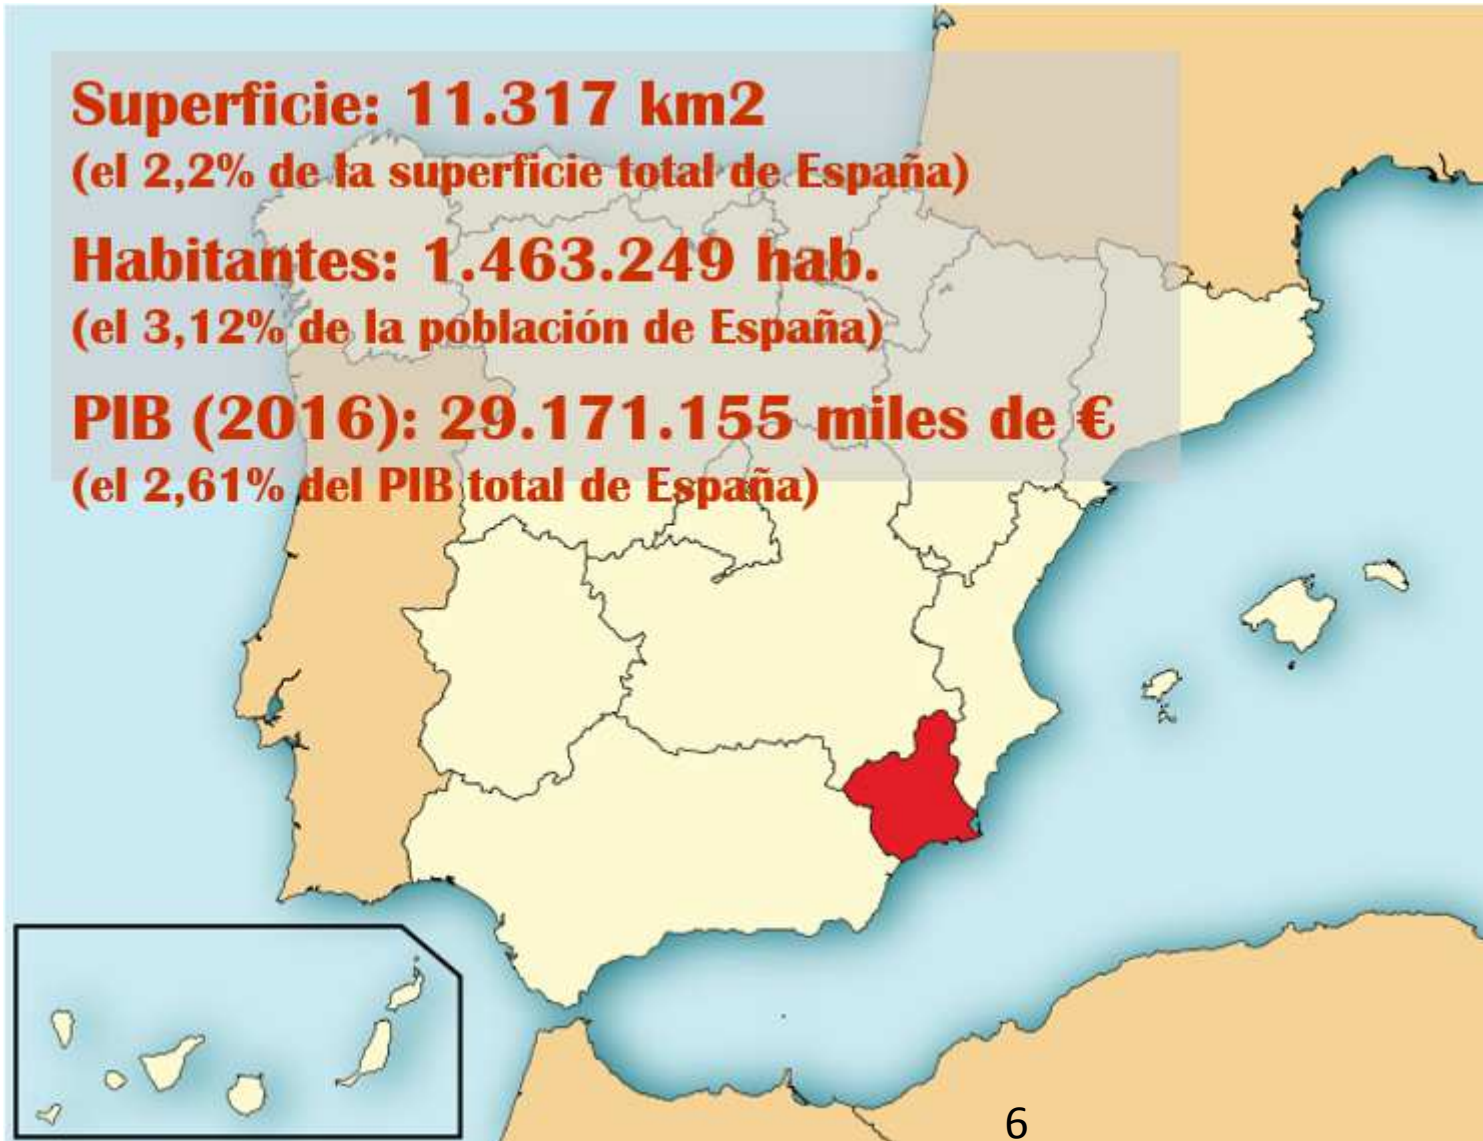 Superficie: 11.317 km2
(el 2,2% de la superficie total de España)
Habitantes: 1.463.249 hab.
(el 3,12% de la población de España)
PIB (2016): 29.171.155 miles de €
(el 2,61% del PIB total de España)
6